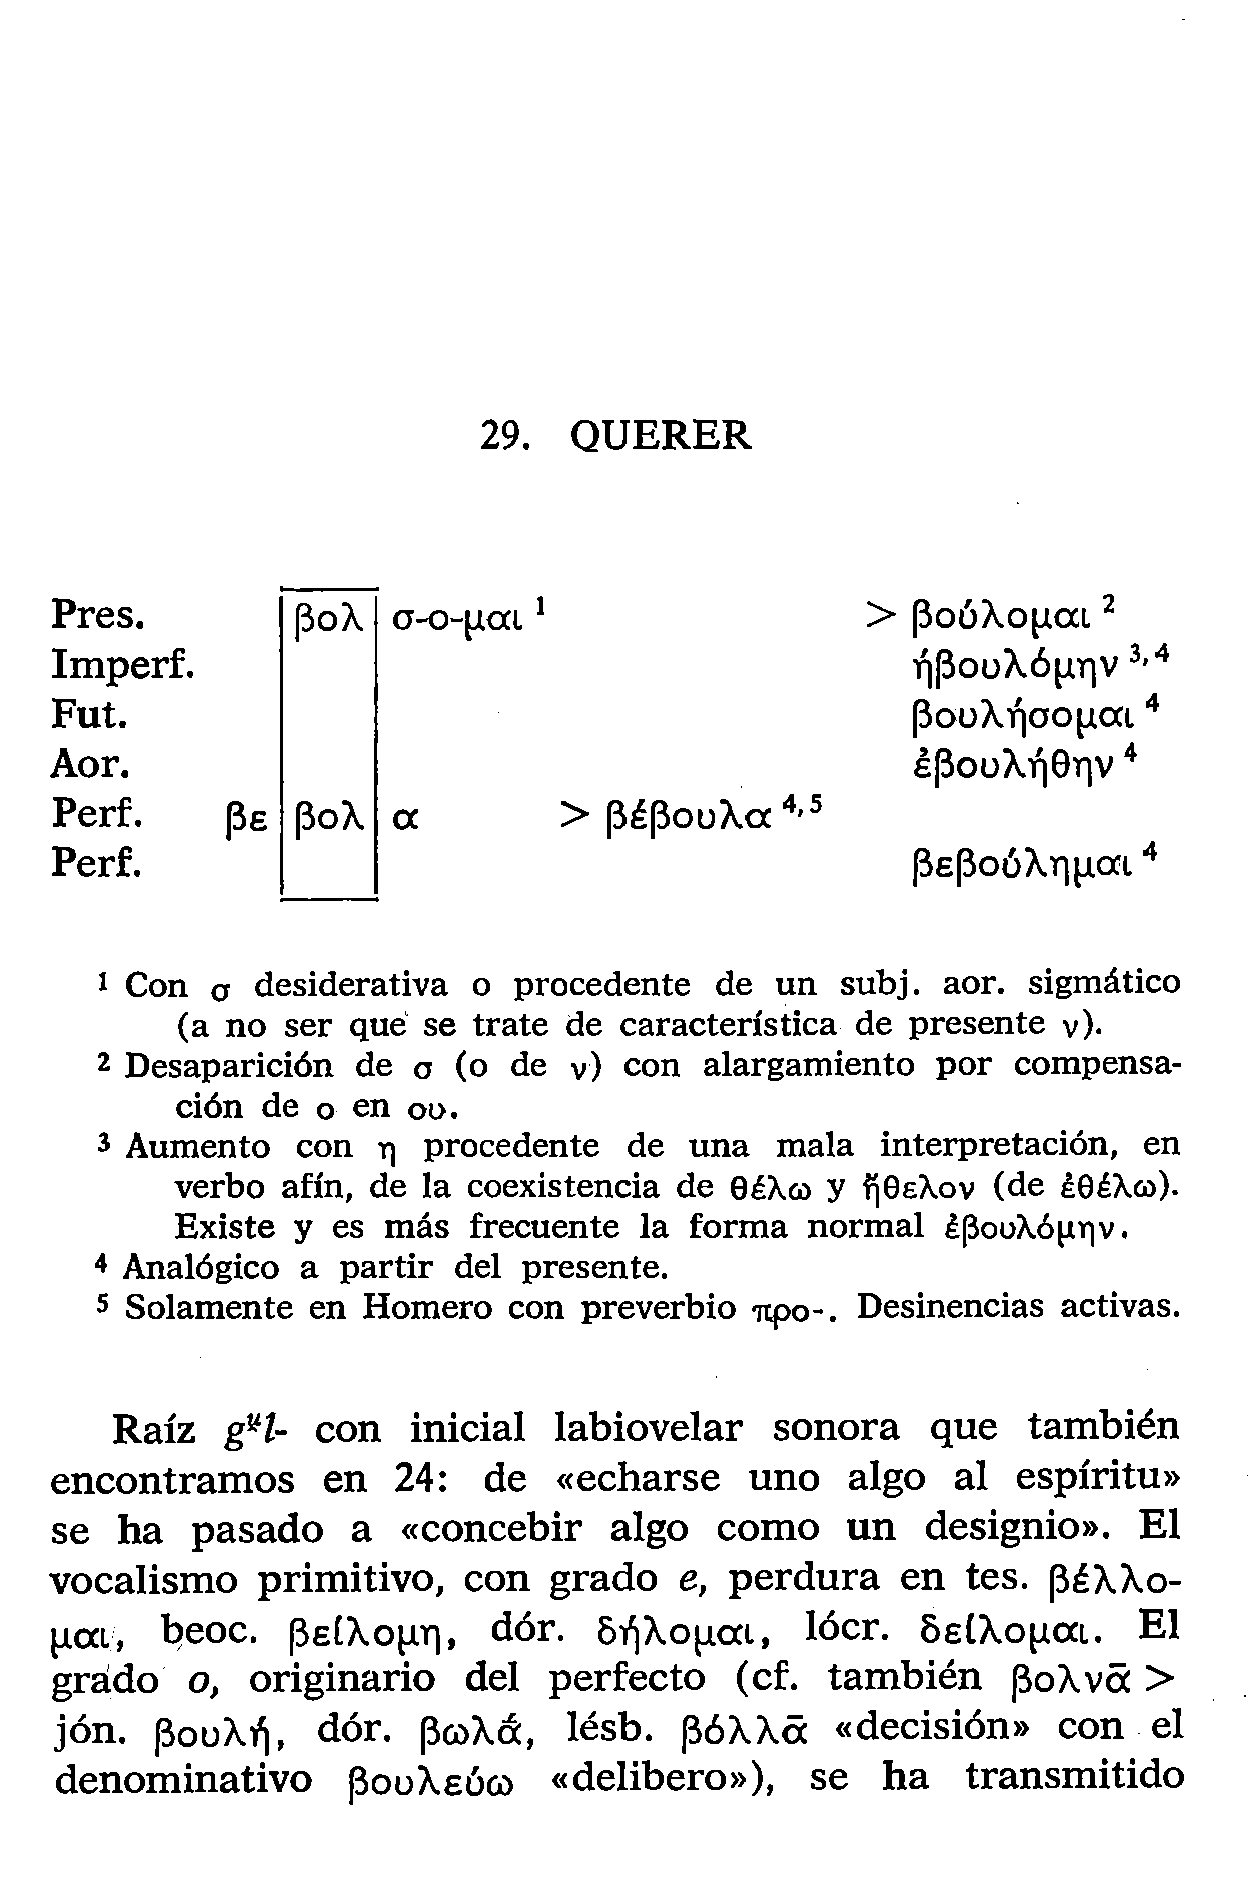 29. QUERER
Pres. βολ σ-ο-μαι ¹ > βούλομαι ²
Imperf. ἠβουλόμην ³,⁴
Fut. βουλήσομαι ⁴
Aor. ἐβουλήθην ⁴
Perf. βε βολ α > βέβουλα ⁴,⁵
Perf. βεβούλημαι ⁴
¹ Con σ desiderativa o procedente de un subj. aor. sigmático
(a no ser que se trate de característica de presente ν).
² Desaparición de σ (o de ν) con alargamiento por compensa-
ción de ο en ου.
³ Aumento con η procedente de una mala interpretación, en
verbo afín, de la coexistencia de θέλω y ἤθελον (de ἐθέλω).
Existe y es más frecuente la forma normal ἐβουλόμην.
⁴ Analógico a partir del presente.
⁵ Solamente en Homero con preverbio προ-. Desinencias activas.
Raíz gᵘ̯l- con inicial labiovelar sonora que también
encontramos en 24: de «echarse uno algo al espíritu»
se ha pasado a «concebir algo como un designio». El
vocalismo primitivo, con grado e, perdura en tes. βέλλο-
μαι, beoc. βείλομη, dór. δήλομαι, lócr. δείλομαι. El
grado o, originario del perfecto (cf. también βολνᾱ >
jón. βουλή, dór. βωλά, lésb. βόλλᾱ «decisión» con el
denominativo βουλεύω «delibero»), se ha transmitido